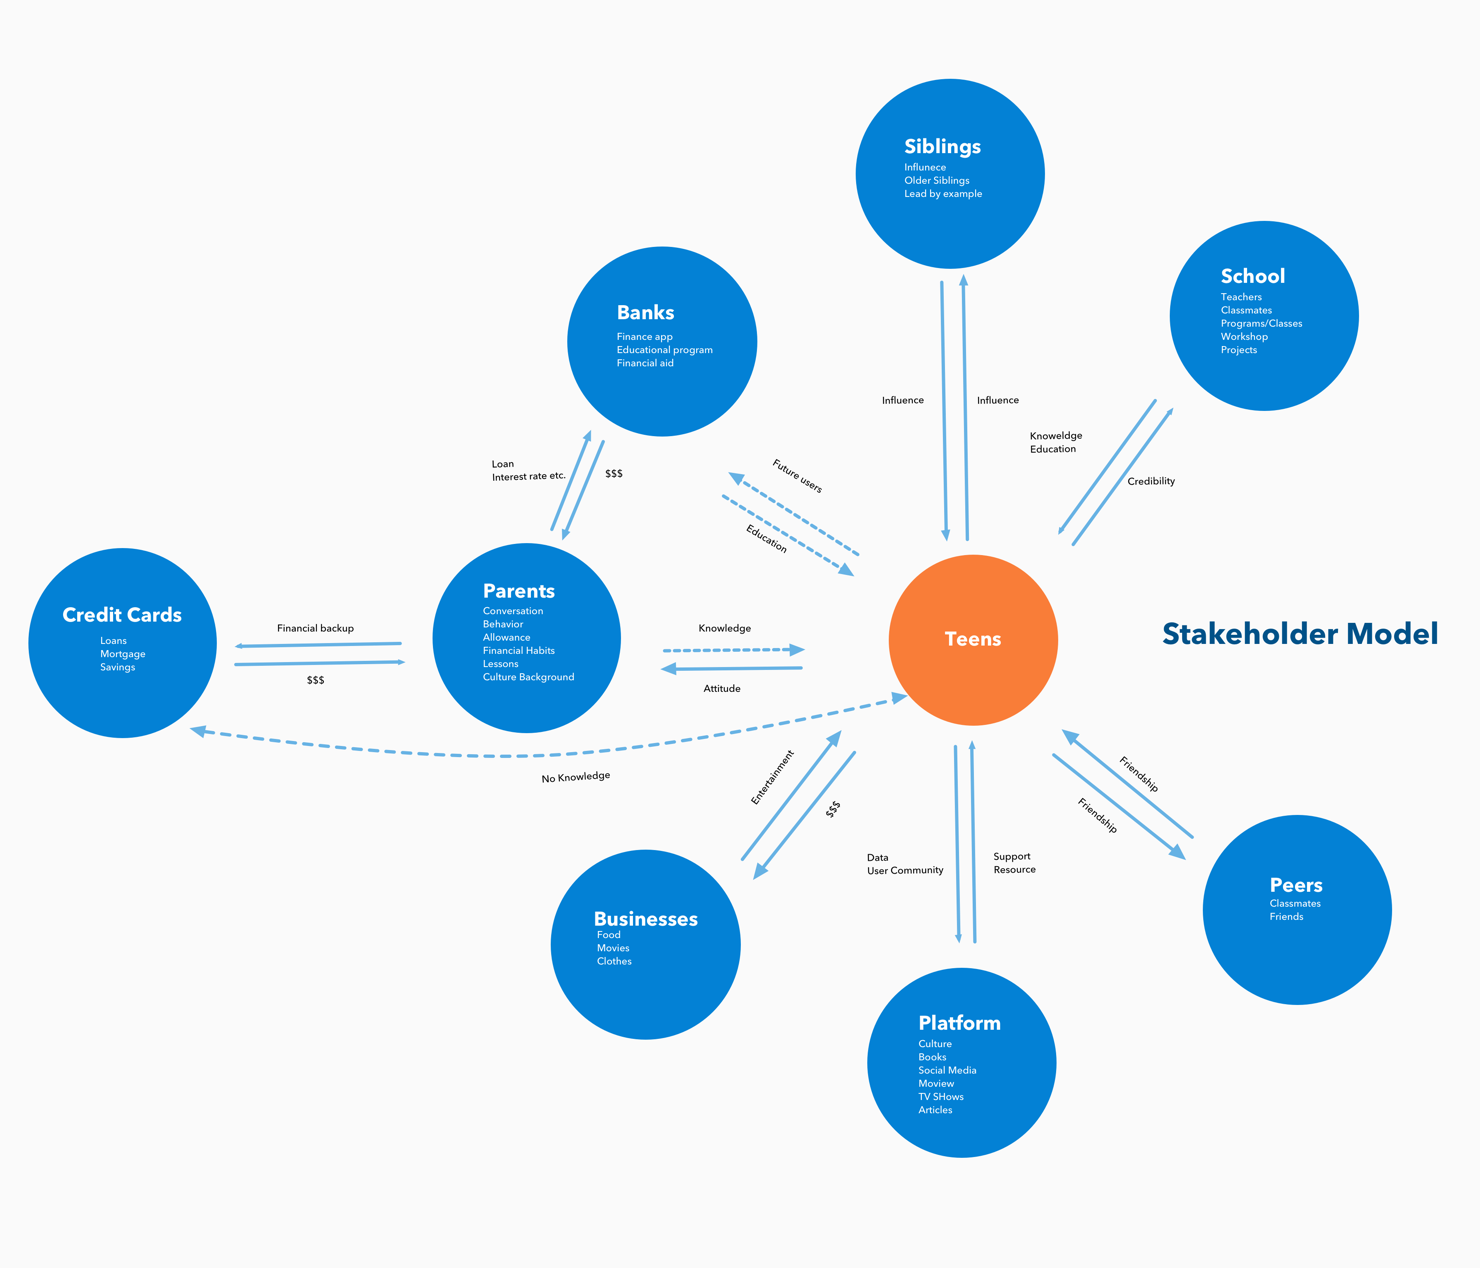 Siblings
Influnece
Older Siblings
Lead by example
School
Teachers
Classmates
Programs/Classes
Workshop
Projects
Banks
Finance app
Educational program
Financial aid
Influence
Influence
Knoweldge
Education
Credibility
Loan
Interest rate etc.
$$$
Future users
Education
Credit Cards
Loans
Mortgage
Savings
Financial backup
$$$
Parents
Conversation
Behavior
Allowance
Financial Habits
Lessons
Culture Background
Knowledge
Attitude
Teens
Stakeholder Model
No Knowledge
Entertainment
$$$
Friendship
Friendship
Data
User Community
Support
Resource
Businesses
Food
Movies
Clothes
Peers
Classmates
Friends
Platform
Culture
Books
Social Media
Moview
TV SHows
Articles